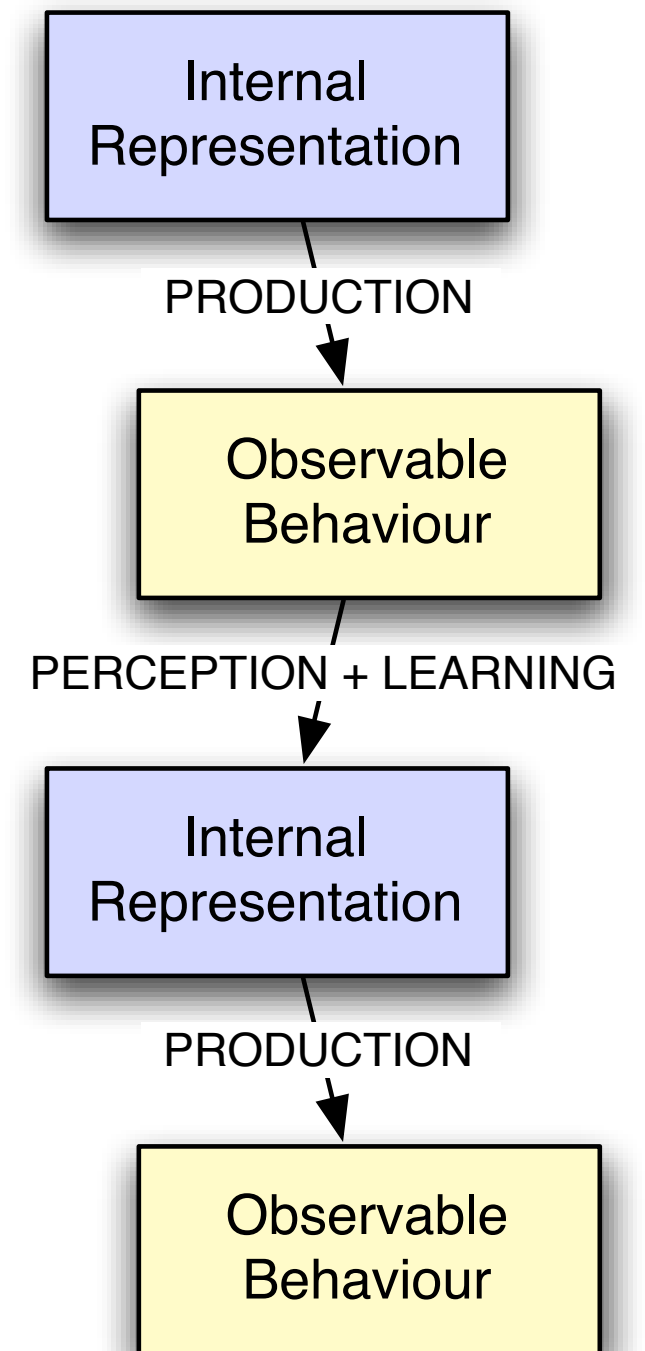 Internal
Representation
PRODUCTION
Observable
Behaviour
PERCEPTION + LEARNING
Internal
Representation
PRODUCTION
Observable
Behaviour